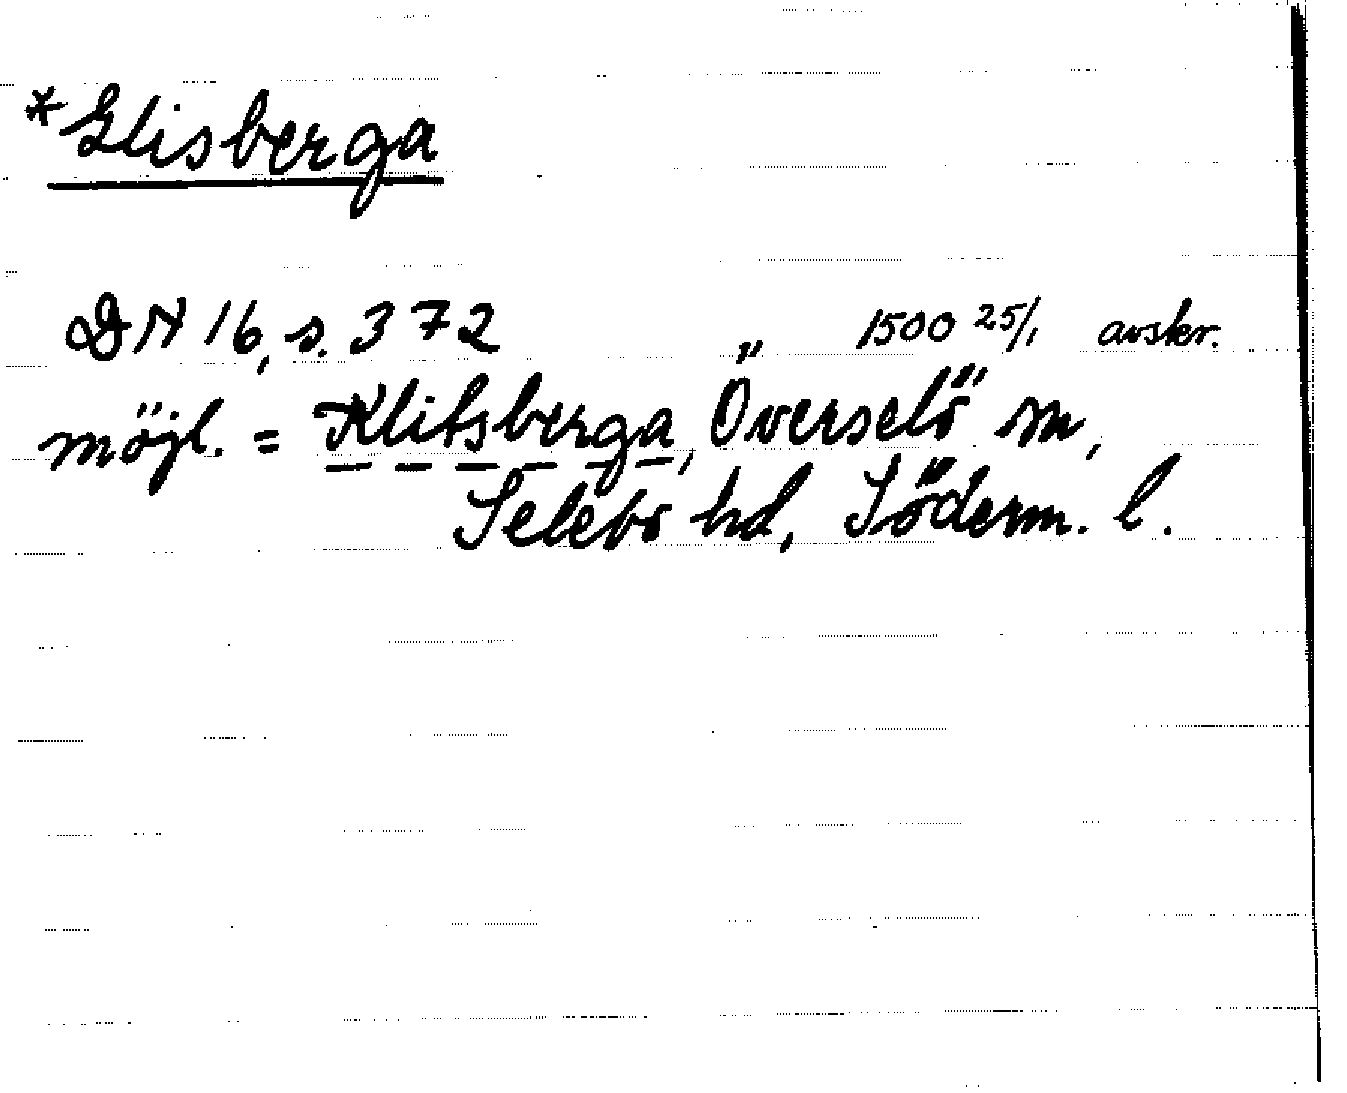 *Glisberga
DN 16, s. 372 1500 25/1 avskr.
möjl. = Klitsberga, Överselö sn,
Selebo hd, Söderm. l.